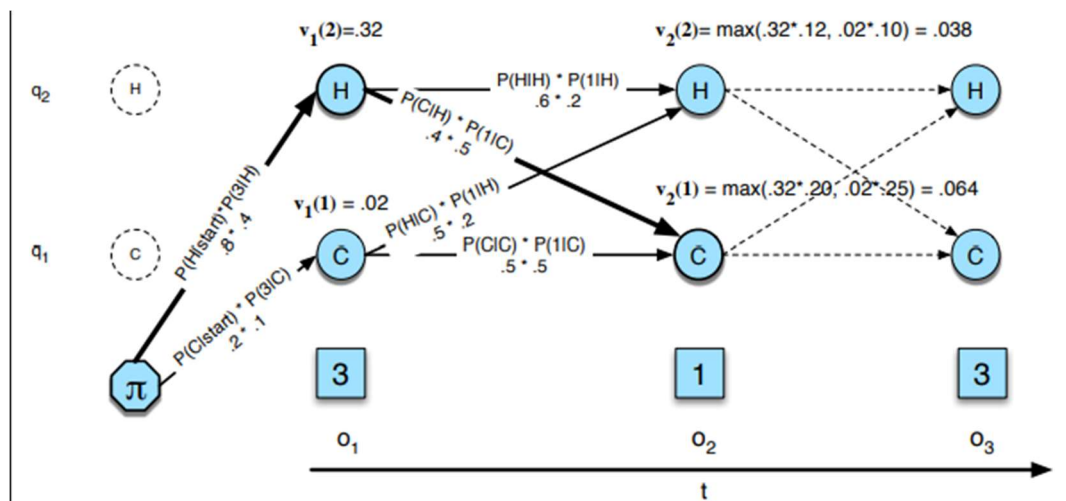 v₁(2)=.32
v₂(2)= max(.32*.12, .02*.10) = .038
q₂
H
H
P(H|H) * P(1|H)
.6 * .2
H
H
P(C|H) * P(1|C)
.4 * .5
P(H|start)*P(3|H)
.8 * .4
v₁(1) = .02
P(H|C) * P(1|H)
.5 * .2
v₂(1) = max(.32*.20, .02*.25) = .064
q₁
C
C
P(C|C) * P(1|C)
.5 * .5
C
C
P(C|start) * P(3|C)
.2 * .1
π
3
1
3
o₁
o₂
o₃
t